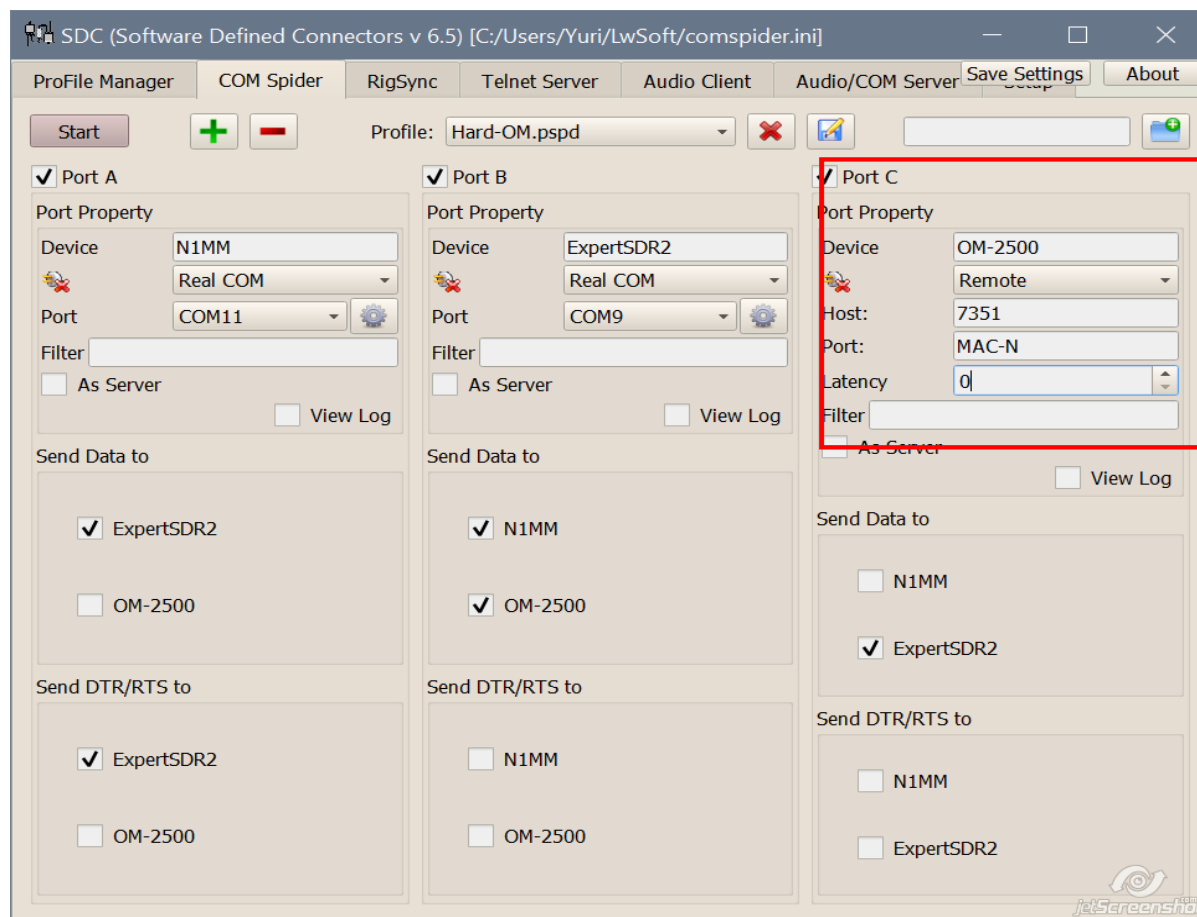 SDC (Software Defined Connectors v 6.5) [C:/Users/Yuri/LwSoft/comspider.ini]
ProFile Manager COM Spider RigSync Telnet Server Audio Client Audio/COM Server Setup Save Settings About
Start Profile: Hard-OM.pspd
Port A
Port Property
Device N1MM
Real COM
Port COM11
Filter
As Server
View Log
Send Data to
ExpertSDR2
OM-2500
Send DTR/RTS to
ExpertSDR2
OM-2500
Port B
Port Property
Device ExpertSDR2
Real COM
Port COM9
Filter
As Server
View Log
Send Data to
N1MM
OM-2500
Send DTR/RTS to
N1MM
OM-2500
Port C
Port Property
Device OM-2500
Remote
Host: 7351
Port: MAC-N
Latency 0
Filter
As Server
View Log
Send Data to
N1MM
ExpertSDR2
Send DTR/RTS to
N1MM
ExpertSDR2
jetScreensho